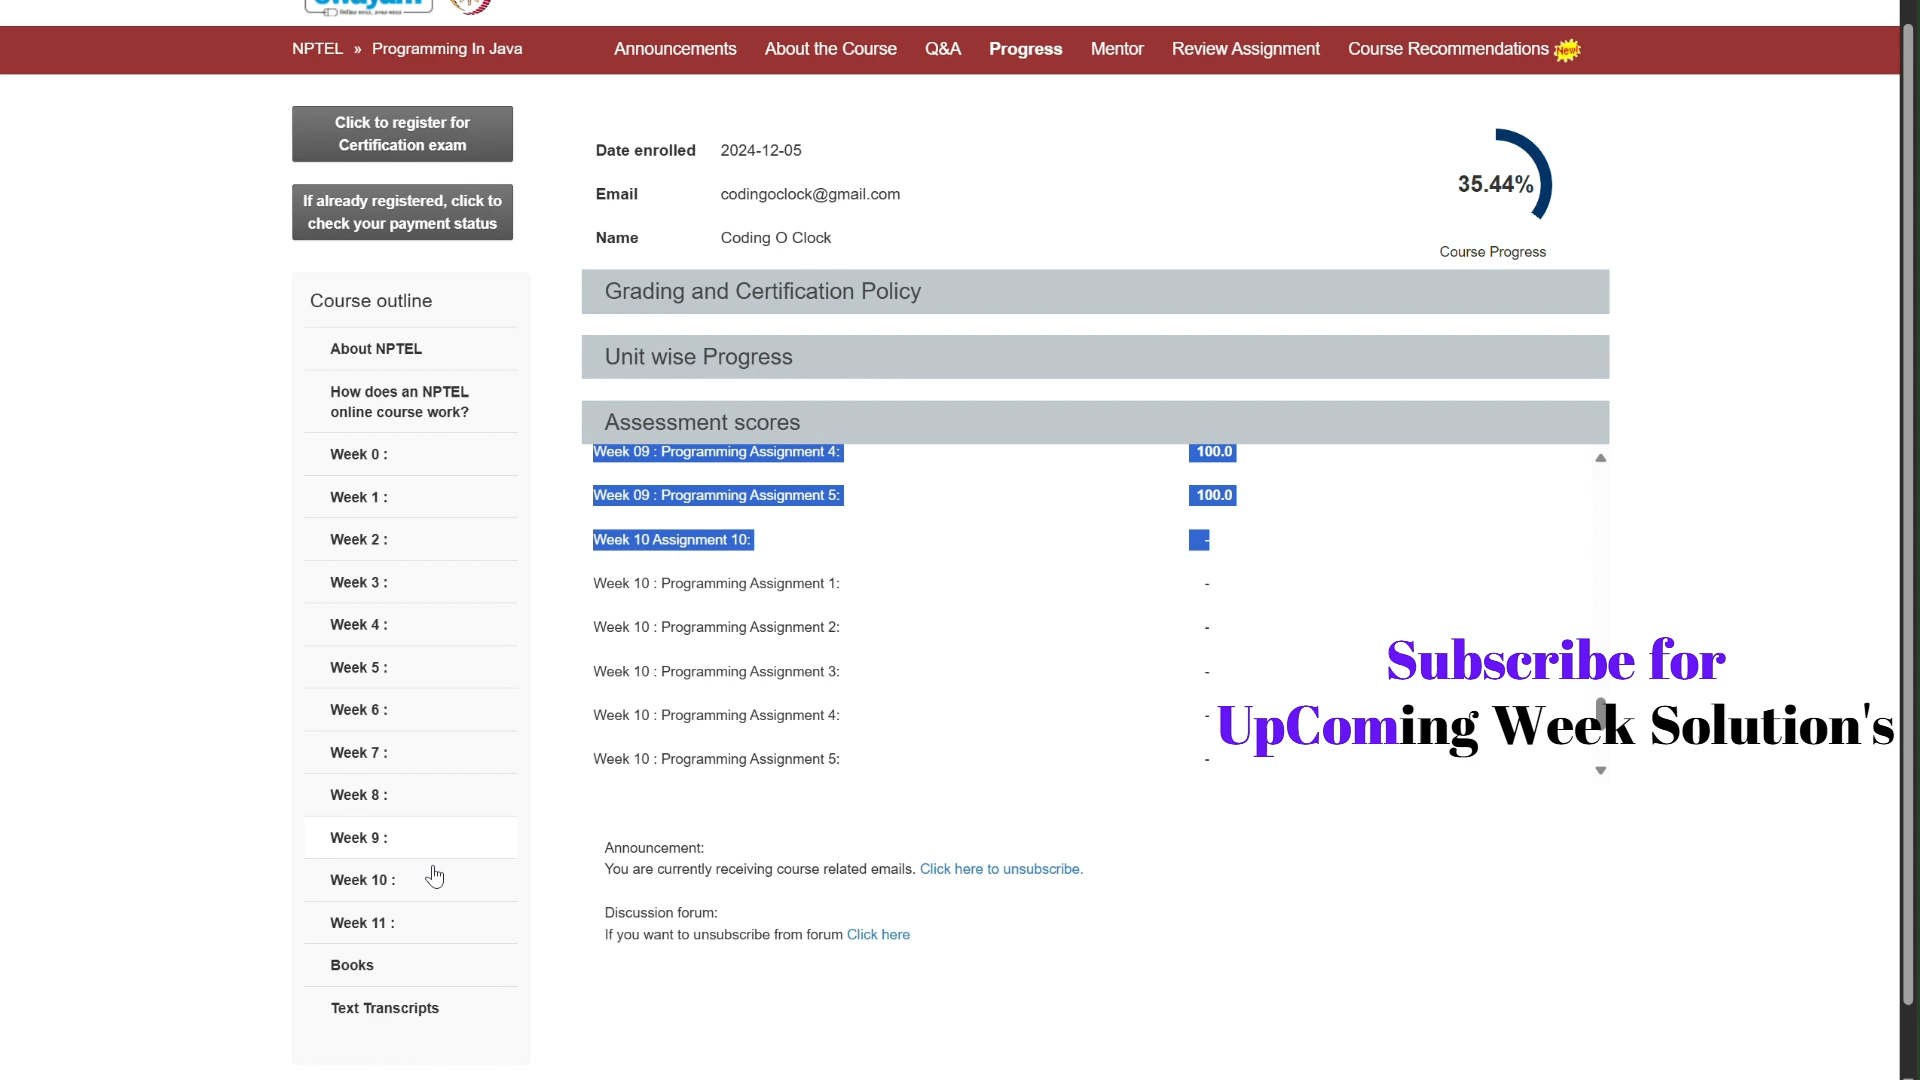 NPTEL » Programming In Java
Announcements About the Course Q&A Progress Mentor Review Assignment Course Recommendations New!
Click to register for
Certification exam
If already registered, click to
check your payment status
Date enrolled 2024-12-05
Email codingoclock@gmail.com
Name Coding O Clock
35.44%
Course Progress
Course outline
About NPTEL
How does an NPTEL
online course work?
Week 0 :
Week 1 :
Week 2 :
Week 3 :
Week 4 :
Week 5 :
Week 6 :
Week 7 :
Week 8 :
Week 9 :
Week 10 :
Week 11 :
Books
Text Transcripts
Grading and Certification Policy
Unit wise Progress
Assessment scores
Week 09 : Programming Assignment 4: 100.0
Week 09 : Programming Assignment 5: 100.0
Week 10 Assignment 10: -
Week 10 : Programming Assignment 1: -
Week 10 : Programming Assignment 2: -
Week 10 : Programming Assignment 3: -
Week 10 : Programming Assignment 4: -
Week 10 : Programming Assignment 5: -
Subscribe for
UpComing Week Solution's
Announcement:
You are currently receiving course related emails. Click here to unsubscribe.
Discussion forum:
If you want to unsubscribe from forum Click here